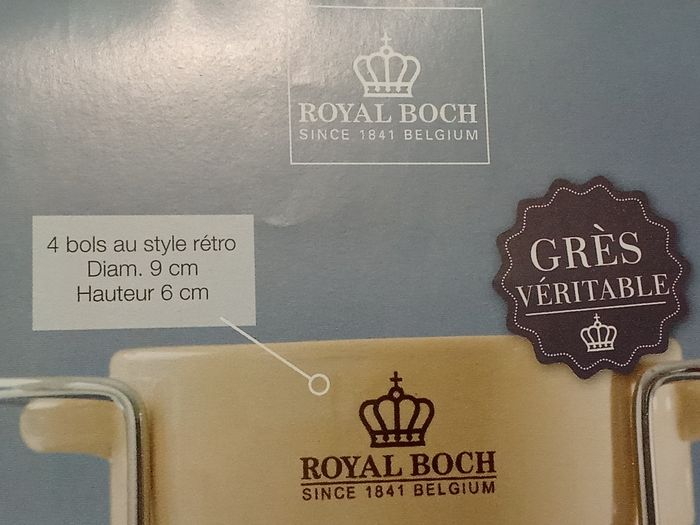 ROYAL BOCH
SINCE 1841 BELGIUM
4 bols au style rétro
Diam. 9 cm
Hauteur 6 cm
GRÈS
VÉRITABLE
ROYAL BOCH
SINCE 1841 BELGIUM